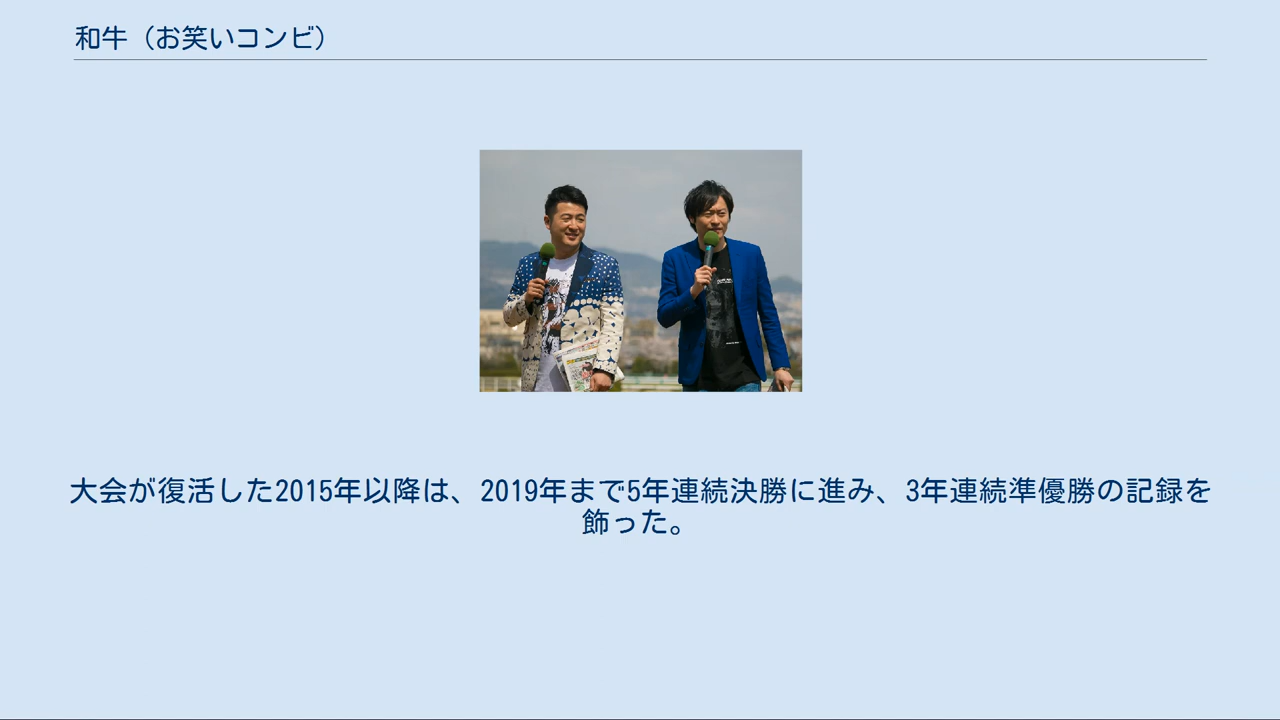 和牛（お笑いコンビ）
大会が復活した2015年以降は、2019年まで5年連続決勝に進み、3年連続準優勝の記録を
飾った。